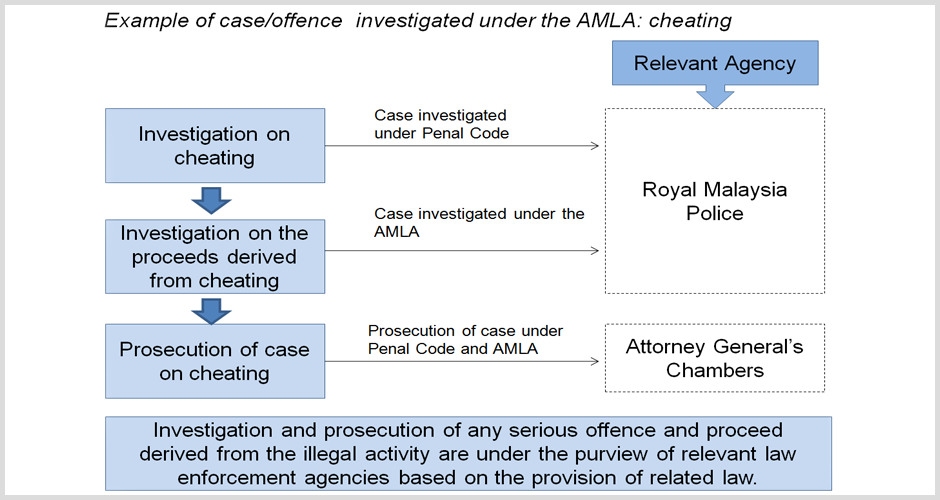 Example of case/offence investigated under the AMLA: cheating
Relevant Agency
Investigation on
cheating
Case investigated
under Penal Code
Royal Malaysia
Police
Investigation on the
proceeds derived
from cheating
Case investigated under the
AMLA
Prosecution of case
on cheating
Prosecution of case under
Penal Code and AMLA
Attorney General's
Chambers
Investigation and prosecution of any serious offence and proceed
derived from the illegal activity are under the purview of relevant law
enforcement agencies based on the provision of related law.